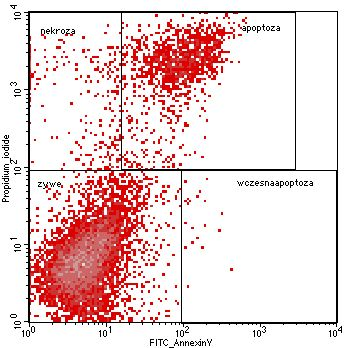 10^4
nekroza
apoptoza
10^3
Propidium_iodide
10^2
zywe
wczesnaapoptoza
10^1
10^0
10^0 10^1 10^2 10^3 10^4
FITC_AnnexinV